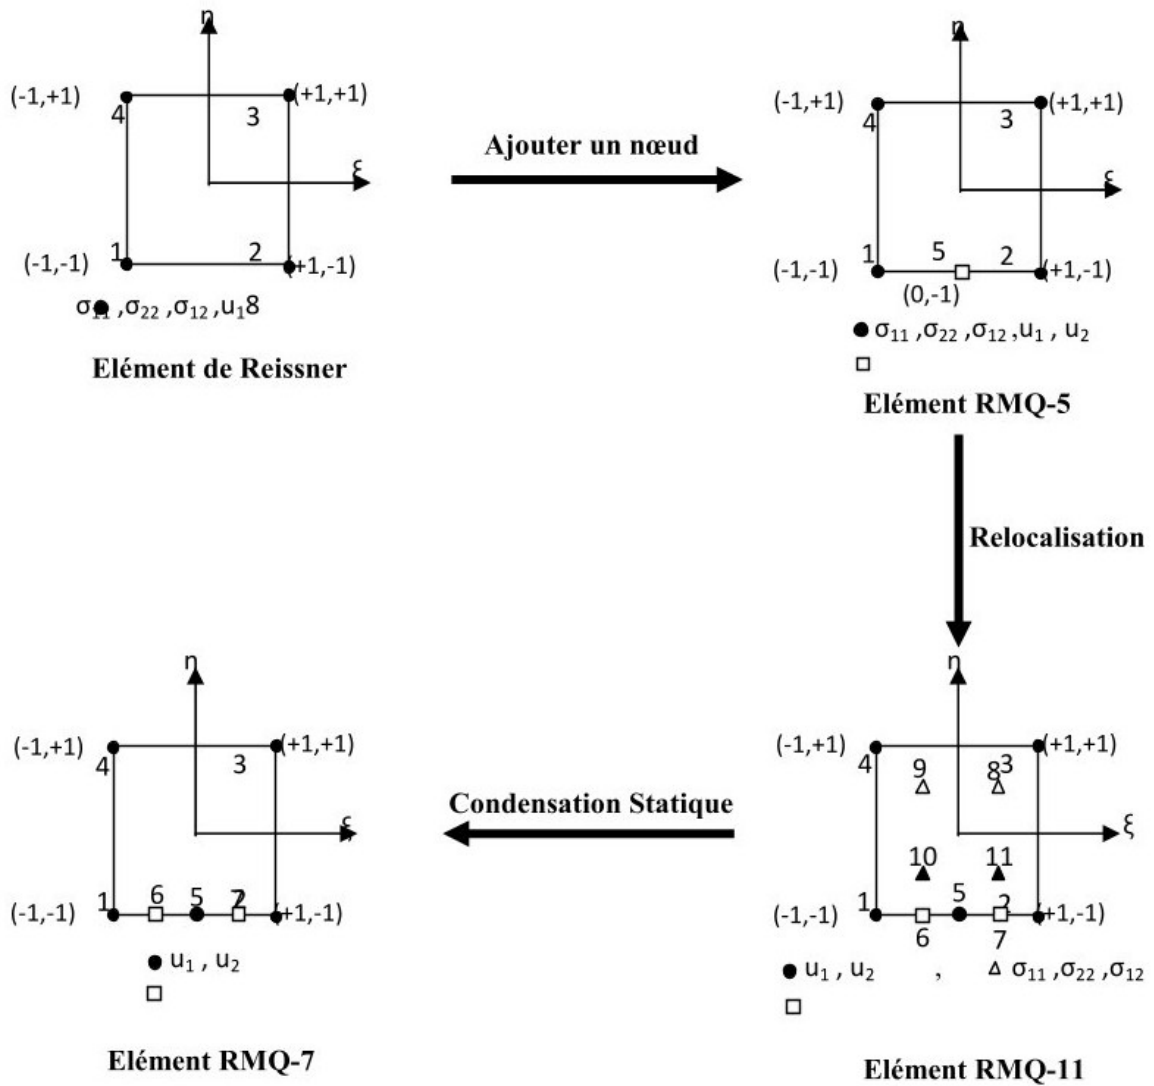 η
(-1,+1) (+1,+1)
4 3
ξ
1 2
(-1,-1) (+1,-1)
σ11 ,σ22 ,σ12 ,u18
Elément de Reissner
Ajouter un nœud
η
(-1,+1) (+1,+1)
4 3
ξ
1 5 2
(-1,-1) (+1,-1)
(0,-1)
σ11 ,σ22 ,σ12 ,u1 , u2
Elément RMQ-5
Relocalisation
η
(-1,+1) (+1,+1)
4 9 8 3
ξ
10 11
1 5 2
(-1,-1) (+1,-1)
6 7
u1 , u2 , σ11 ,σ22 ,σ12
Elément RMQ-11
Condensation Statique
η
(-1,+1) (+1,+1)
4 3
ξ
1 6 5 7 2
(-1,-1) (+1,-1)
u1 , u2
Elément RMQ-7